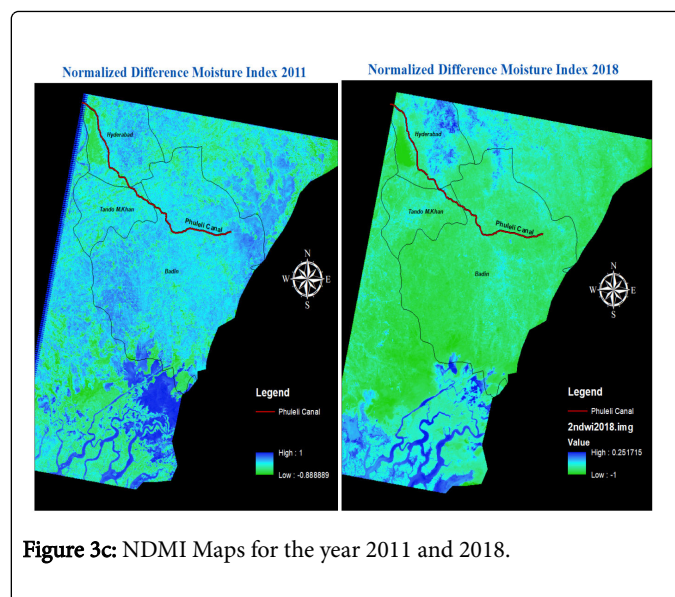 Normalized Difference Moisture Index 2011
Hyderabad
Tando M.Khan
Phuleli Canal
Badin
N
W E
S
Legend
Phuleli Canal
High : 1
Low : -0.888889
Normalized Difference Moisture Index 2018
Hyderabad
Tando M.Khan
Phuleli Canal
Badin
N
W E
S
Legend
Phuleli Canal
2ndwi2018.img
Value
High : 0.251715
Low : -1
Figure 3c: NDMI Maps for the year 2011 and 2018.